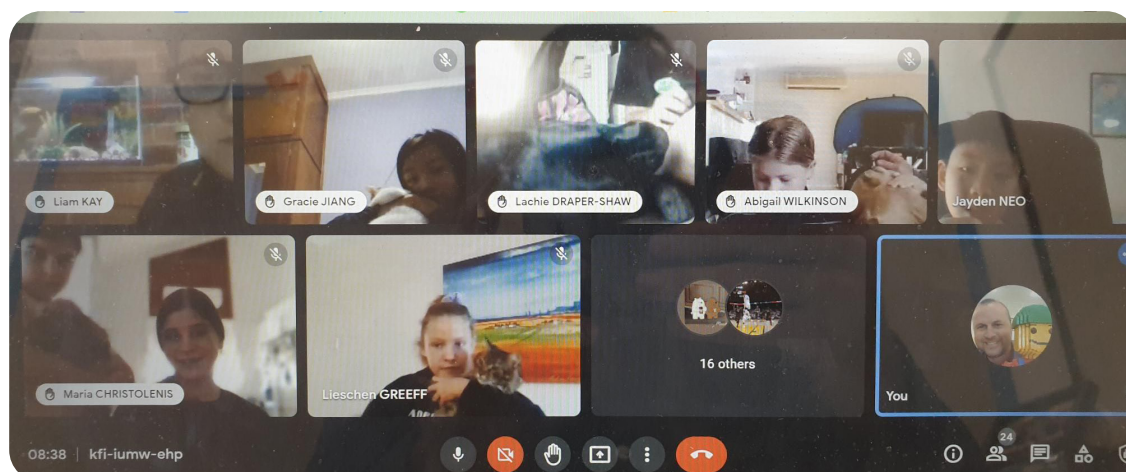 Liam KAY
Gracie JIANG
Lachie DRAPER-SHAW
Abigail WILKINSON
Jayden NEO
Maria CHRISTOLENIS
Lieschen GREEFF
16 others
You
24
08:38 | kfi-iumw-ehp